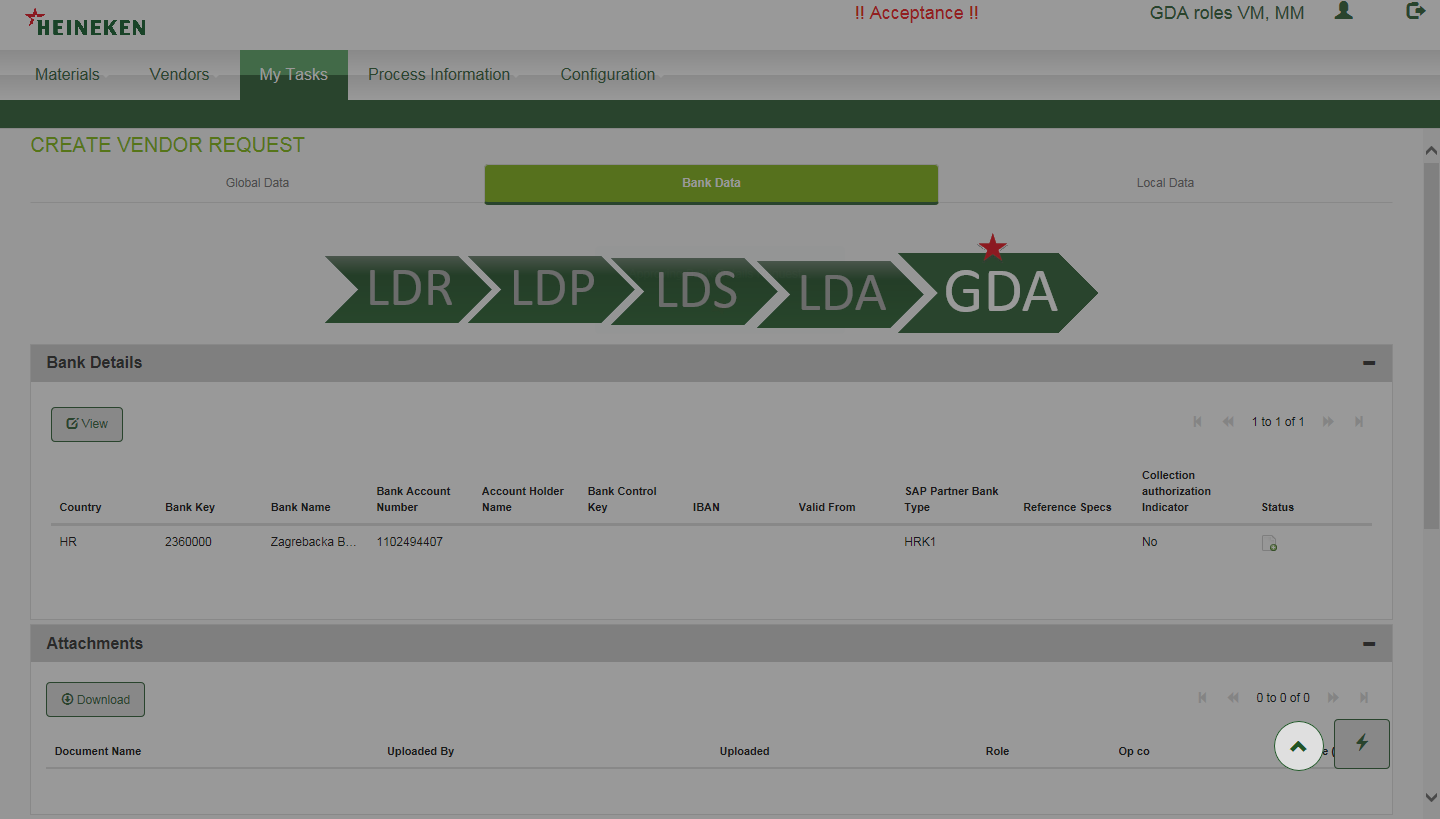 HEINEKEN
!! Acceptance !!
GDA roles VM, MM
Materials Vendors My Tasks Process Information Configuration
CREATE VENDOR REQUEST
Global Data Bank Data Local Data
LDR LDP LDS LDA GDA
Bank Details
View
1 to 1 of 1
Country Bank Key Bank Name Bank Account Number Account Holder Name Bank Control Key IBAN Valid From SAP Partner Bank Type Reference Specs Collection authorization Indicator Status
HR 2360000 Zagrebacka B... 1102494407 HRK1 No
Attachments
Download
0 to 0 of 0
Document Name Uploaded By Uploaded Role Op co